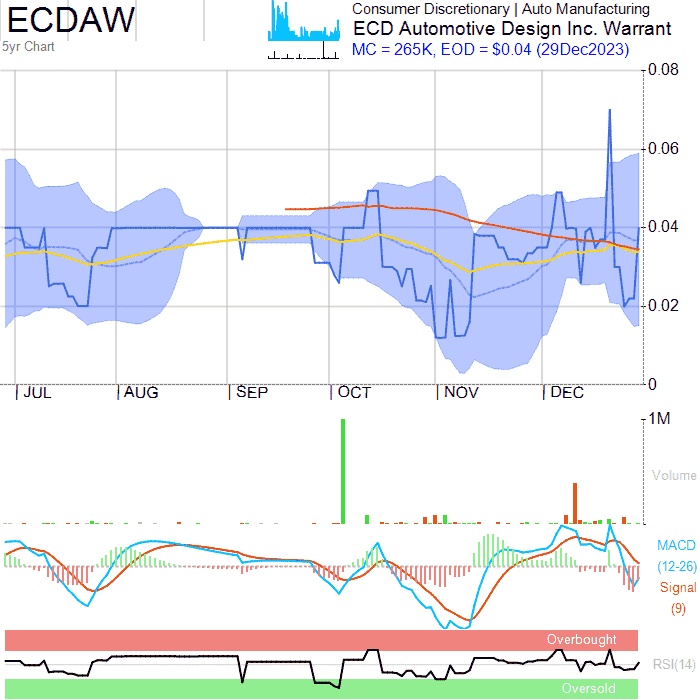 ECDAW
5yr Chart
Consumer Discretionary | Auto Manufacturing
ECD Automotive Design Inc. Warrant
MC = 265K, EOD = $0.04 (29Dec2023)
0.08
0.06
0.04
0.02
0
JUL AUG SEP OCT NOV DEC
1M
Volume
MACD
(12-26)
Signal
(9)
Overbought
RSI(14)
Oversold